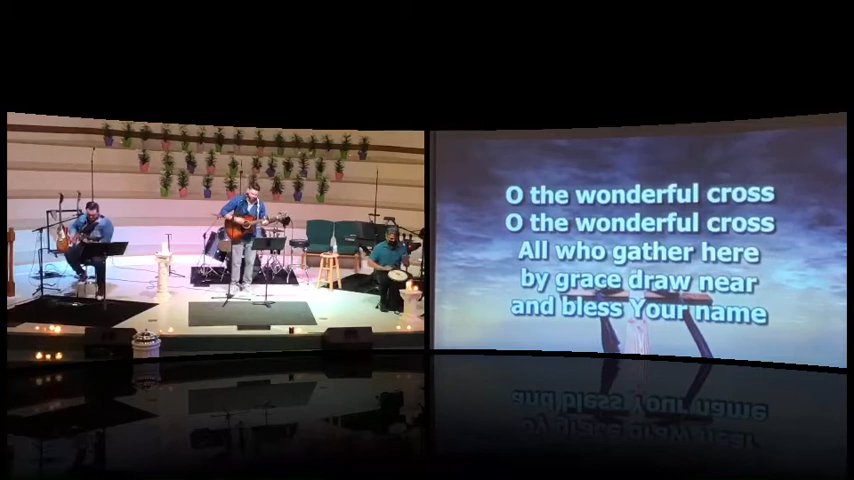 O the wonderful cross
O the wonderful cross
All who gather here
by grace draw near
and bless Your name